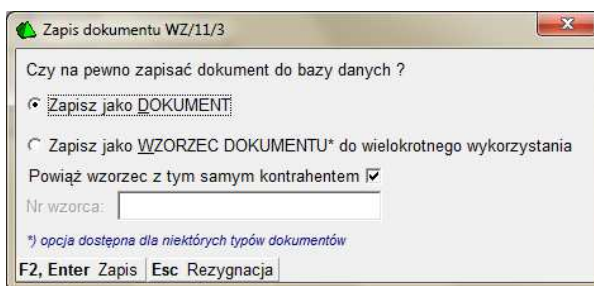 Zapis dokumentu WZ/11/3
Czy na pewno zapisać dokument do bazy danych ?
Zapisz jako DOKUMENT
Zapisz jako WZORZEC DOKUMENTU* do wielokrotnego wykorzystania
Powiąż wzorzec z tym samym kontrahentem
Nr wzorca:
*) opcja dostępna dla niektórych typów dokumentów
F2, Enter Zapis Esc Rezygnacja